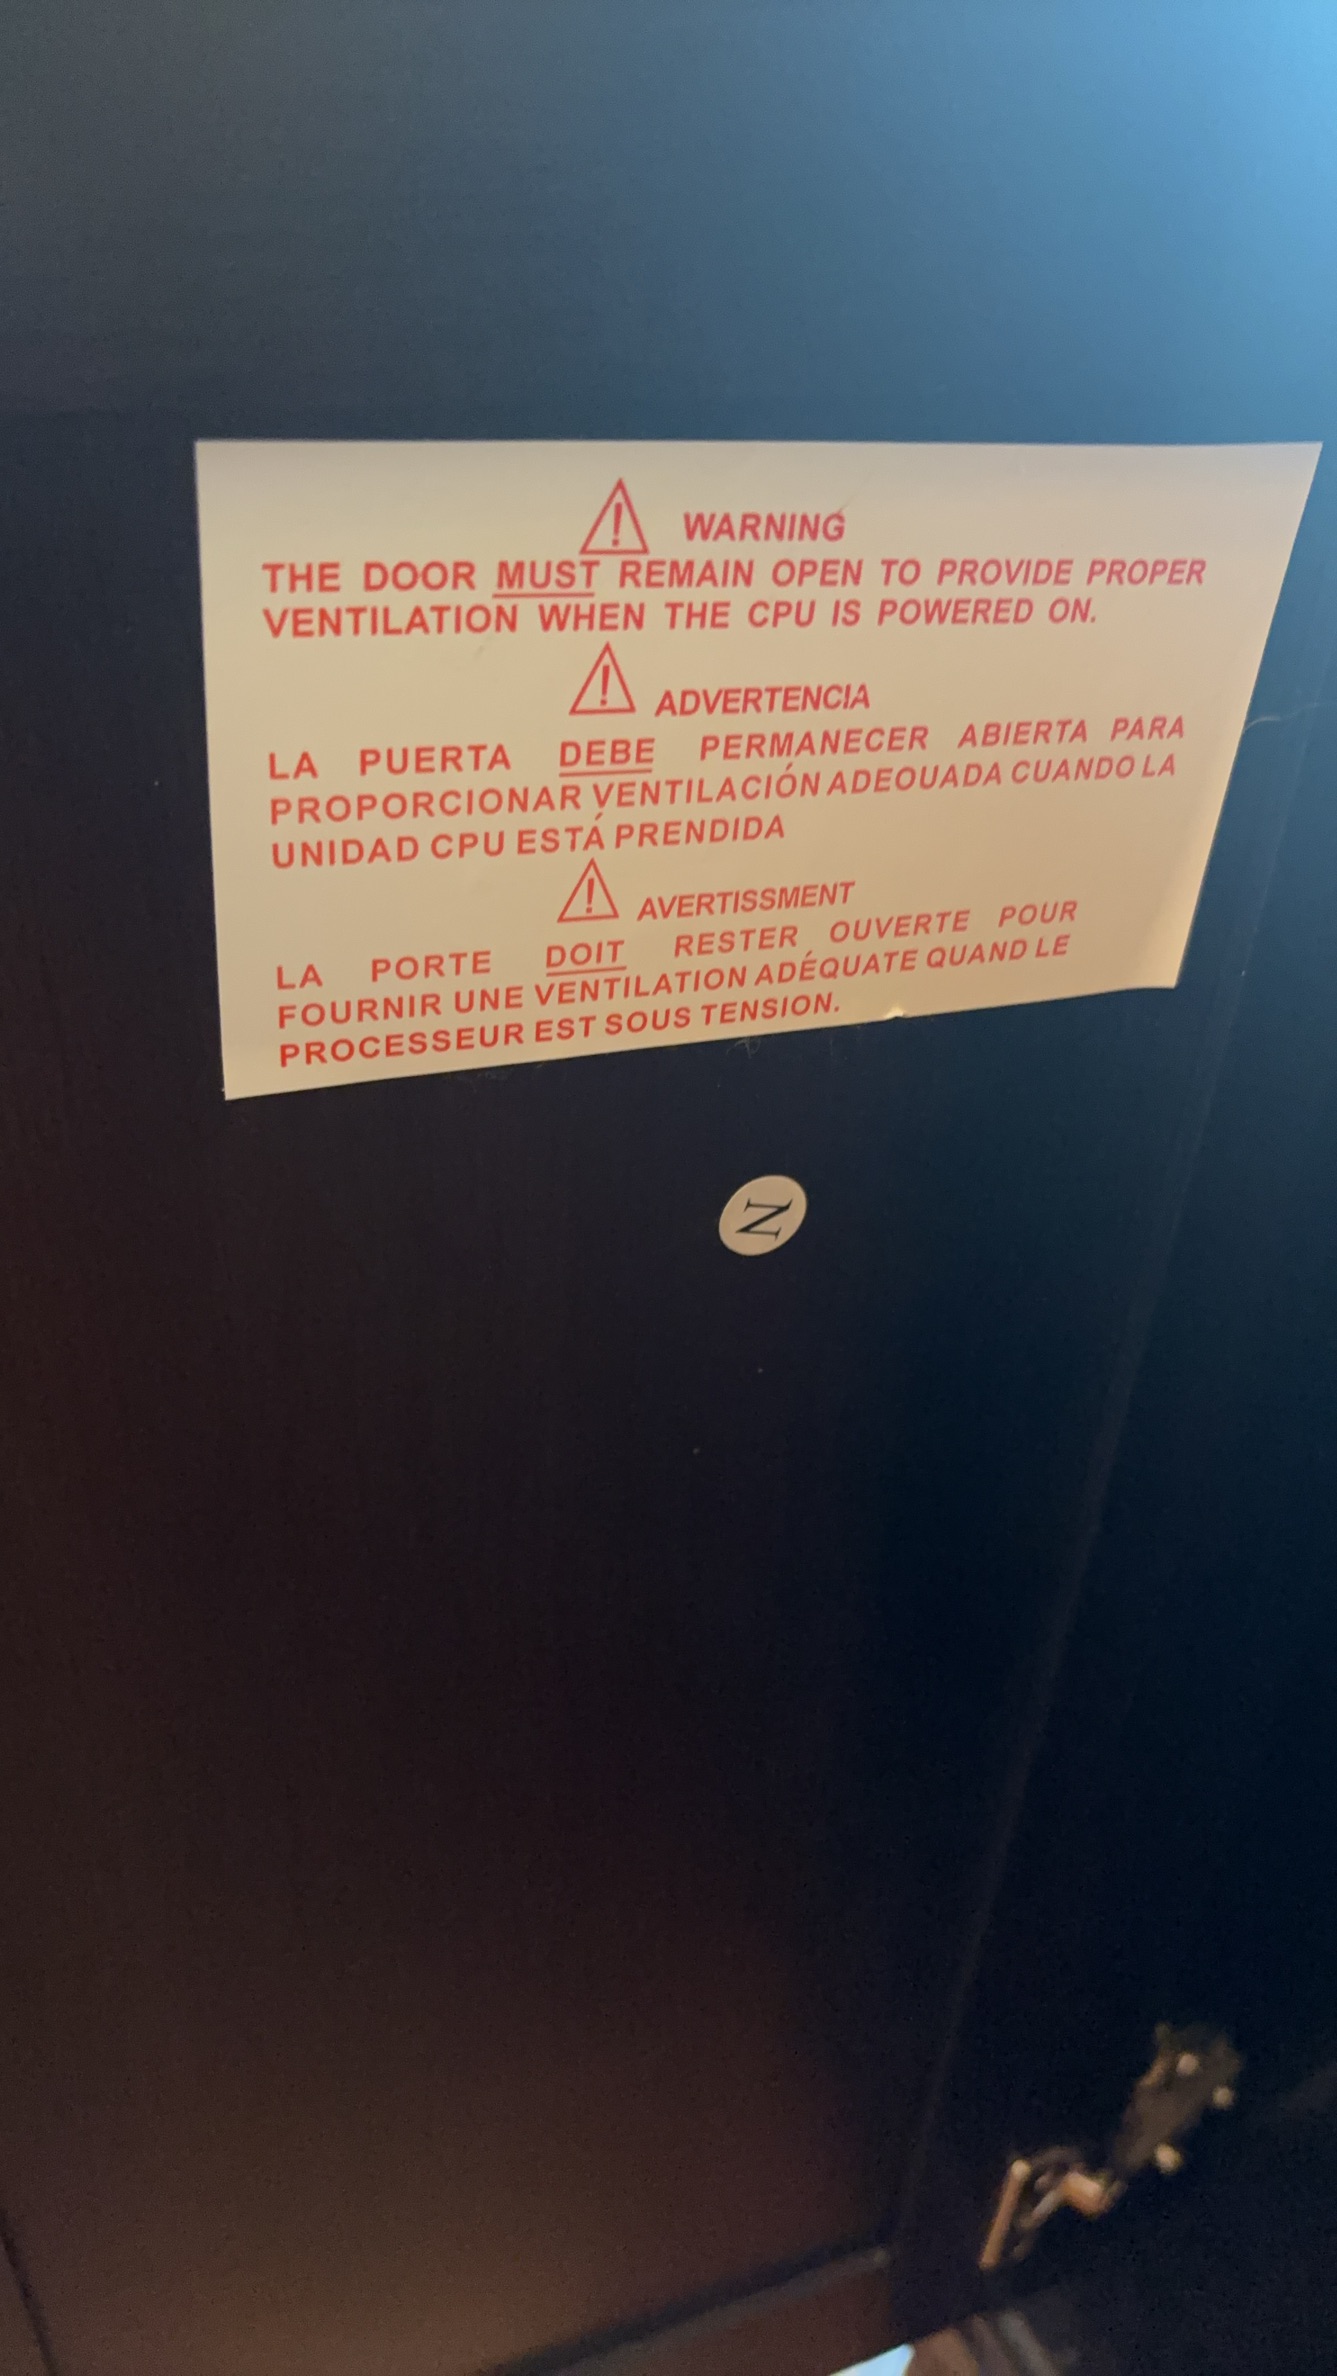 WARNING
THE DOOR MUST REMAIN OPEN TO PROVIDE PROPER
VENTILATION WHEN THE CPU IS POWERED ON.
ADVERTENCIA
LA PUERTA DEBE PERMANECER ABIERTA PARA
PROPORCIONAR VENTILACIÓN ADEOUADA CUANDO LA
UNIDAD CPU ESTÁ PRENDIDA
AVERTISSMENT
LA PORTE DOIT RESTER OUVERTE POUR
FOURNIR UNE VENTILATION ADÉQUATE QUAND LE
PROCESSEUR EST SOUS TENSION.
N